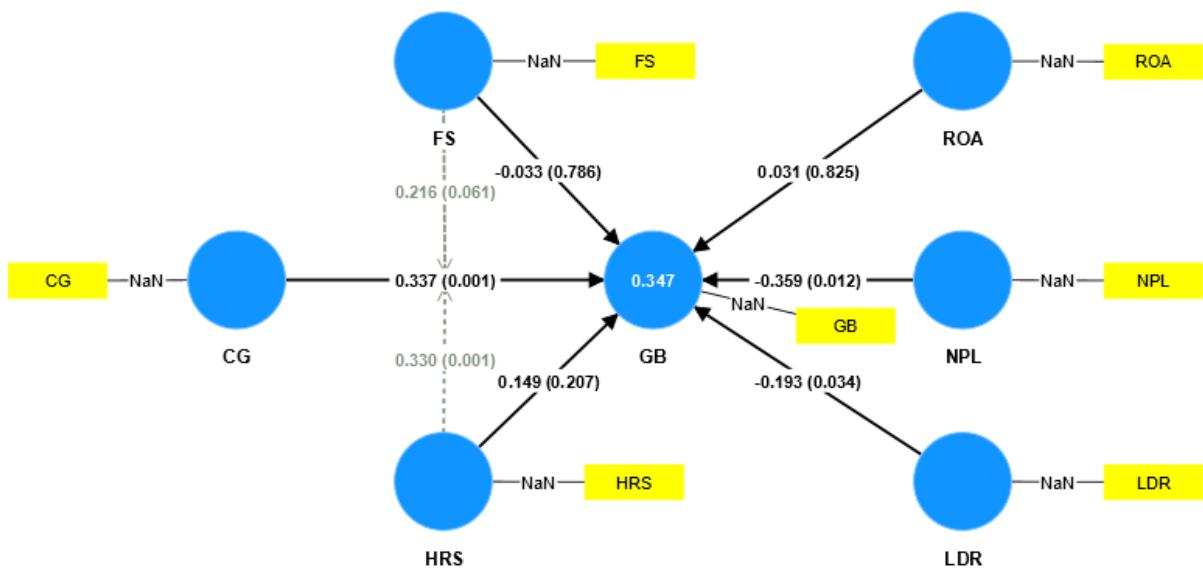 NaN
FS
NaN
ROA
FS
ROA
-0.033 (0.786)
0.031 (0.825)
0.216 (0.061)
CG
NaN
0.337 (0.001)
0.347
-0.359 (0.012)
NaN
NPL
NaN
GB
CG
GB
NPL
0.330 (0.001)
0.149 (0.207)
-0.193 (0.034)
NaN
HRS
NaN
LDR
HRS
LDR